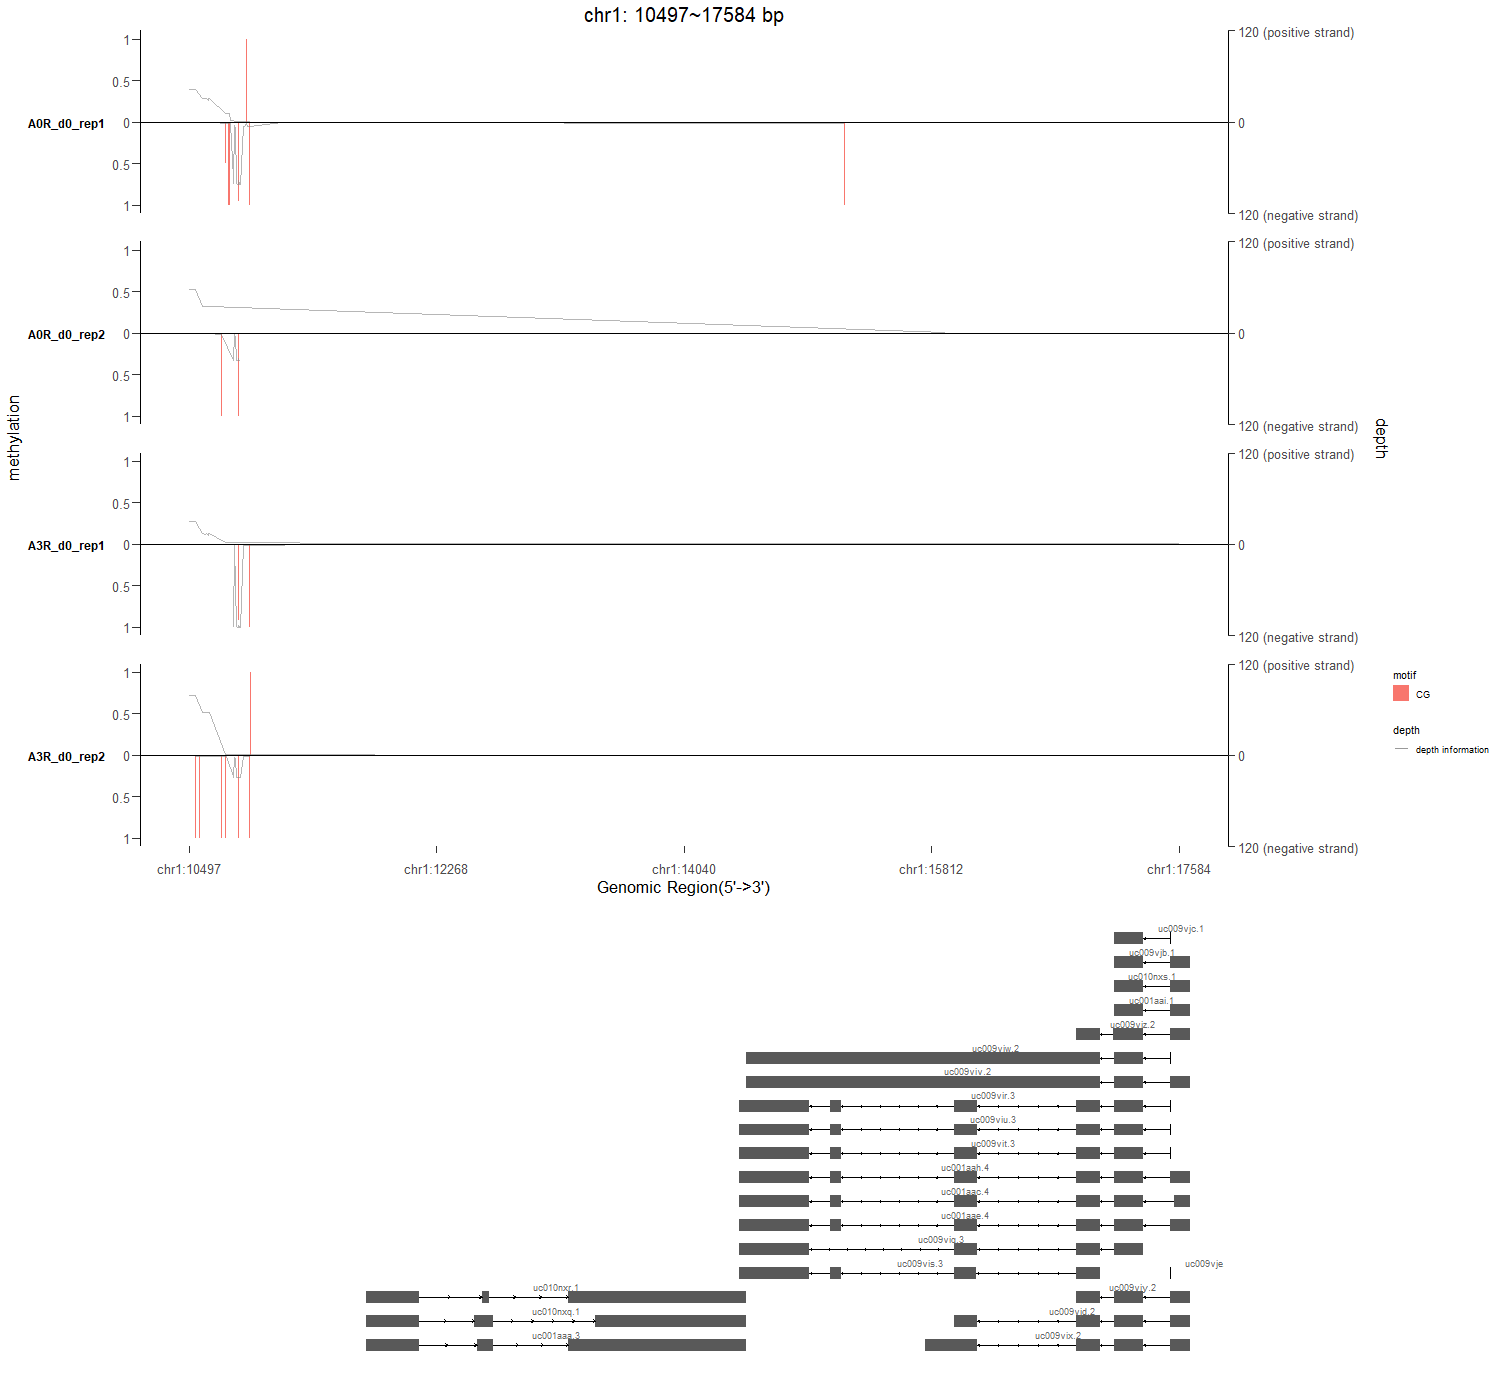 chr1: 10497~17584 bp
methylation
depth
A0R_d0_rep1
1
0.5
0
0.5
1
120 (positive strand)
0
120 (negative strand)
A0R_d0_rep2
1
0.5
0
0.5
1
120 (positive strand)
0
120 (negative strand)
A3R_d0_rep1
1
0.5
0
0.5
1
120 (positive strand)
0
120 (negative strand)
A3R_d0_rep2
1
0.5
0
0.5
1
120 (positive strand)
0
120 (negative strand)
motif
CG
depth
depth information
chr1:10497 chr1:12268 chr1:14040 chr1:15812 chr1:17584
Genomic Region(5'->3')
uc009vjc.1
uc009vjb.1
uc010nxs.1
uc001aai.1
uc009viz.2
uc009viw.2
uc009viv.2
uc009vir.3
uc009viu.3
uc009vit.3
uc001aah.4
uc001aac.4
uc001aae.4
uc009viq.3
uc009vis.3 uc009vje
uc010nxr.1 uc009viy.2
uc010nxq.1 uc009vjd.2
uc001aaa.3 uc009vix.2